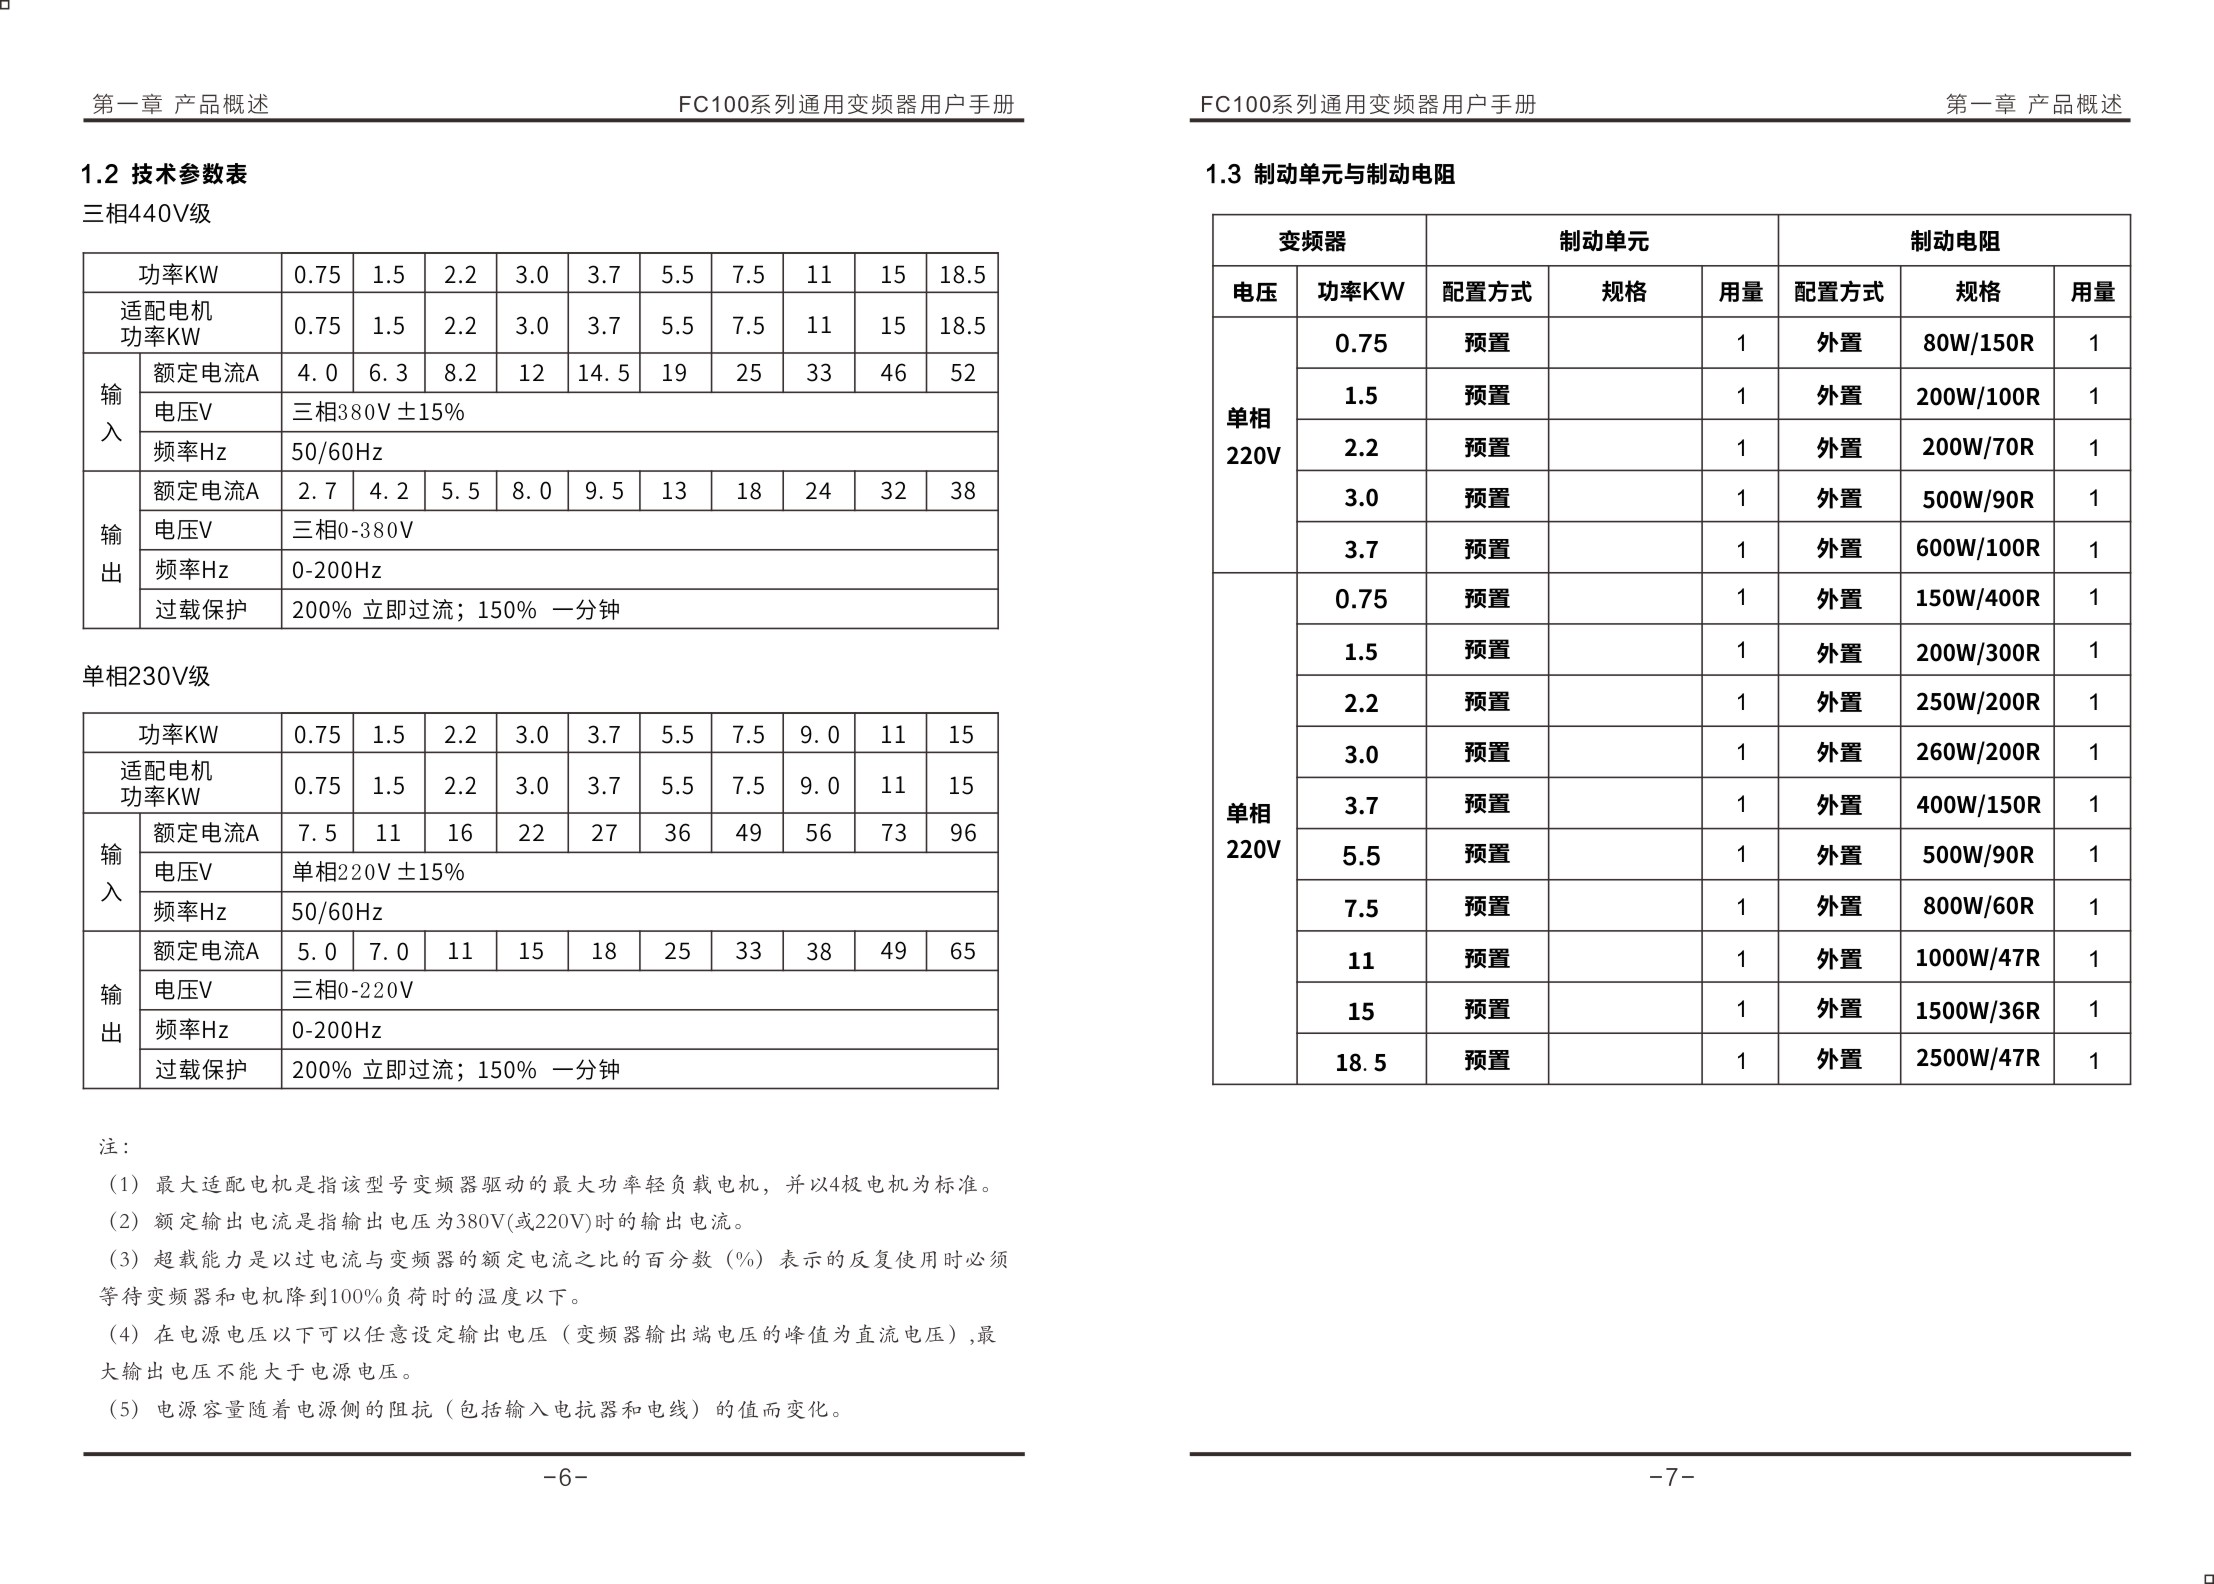 第一章 产品概述 FC100系列通用变频器用户手册
1.2 技术参数表
三相440V级
功率KW 0.75 1.5 2.2 3.0 3.7 5.5 7.5 11 15 18.5
适配电机
功率KW 0.75 1.5 2.2 3.0 3.7 5.5 7.5 11 15 18.5
输入 额定电流A 4.0 6.3 8.2 12 14.5 19 25 33 46 52
电压V 三相380V±15%
频率Hz 50/60Hz
输出 额定电流A 2.7 4.2 5.5 8.0 9.5 13 18 24 32 38
电压V 三相0-380V
频率Hz 0-200Hz
过载保护 200% 立即过流；150% 一分钟
单相230V级
功率KW 0.75 1.5 2.2 3.0 3.7 5.5 7.5 9.0 11 15
适配电机
功率KW 0.75 1.5 2.2 3.0 3.7 5.5 7.5 9.0 11 15
输入 额定电流A 7.5 11 16 22 27 36 49 56 73 96
电压V 单相220V±15%
频率Hz 50/60Hz
输出 额定电流A 5.0 7.0 11 15 18 25 33 38 49 65
电压V 三相0-220V
频率Hz 0-200Hz
过载保护 200% 立即过流；150% 一分钟
注：
（1）最大适配电机是指该型号变频器驱动的最大功率轻负载电机，并以4极电机为标准。
（2）额定输出电流是指输出电压为380V(或220V)时的输出电流。
（3）超载能力是以过电流与变频器的额定电流之比的百分数（%）表示的反复使用时必须
等待变频器和电机降到100%负荷时的温度以下。
（4）在电源电压以下可以任意设定输出电压（变频器输出端电压的峰值为直流电压）,最
大输出电压不能大于电源电压。
（5）电源容量随着电源侧的阻抗（包括输入电抗器和电线）的值而变化。
-6-
FC100系列通用变频器用户手册 第一章 产品概述
1.3 制动单元与制动电阻
变频器 制动单元 制动电阻
电压 功率KW 配置方式 规格 用量 配置方式 规格 用量
单相
220V
0.75 预置 1 外置 80W/150R 1
1.5 预置 1 外置 200W/100R 1
2.2 预置 1 外置 200W/70R 1
3.0 预置 1 外置 500W/90R 1
3.7 预置 1 外置 600W/100R 1
单相
220V
0.75 预置 1 外置 150W/400R 1
1.5 预置 1 外置 200W/300R 1
2.2 预置 1 外置 250W/200R 1
3.0 预置 1 外置 260W/200R 1
3.7 预置 1 外置 400W/150R 1
5.5 预置 1 外置 500W/90R 1
7.5 预置 1 外置 800W/60R 1
11 预置 1 外置 1000W/47R 1
15 预置 1 外置 1500W/36R 1
18.5 预置 1 外置 2500W/47R 1
-7-